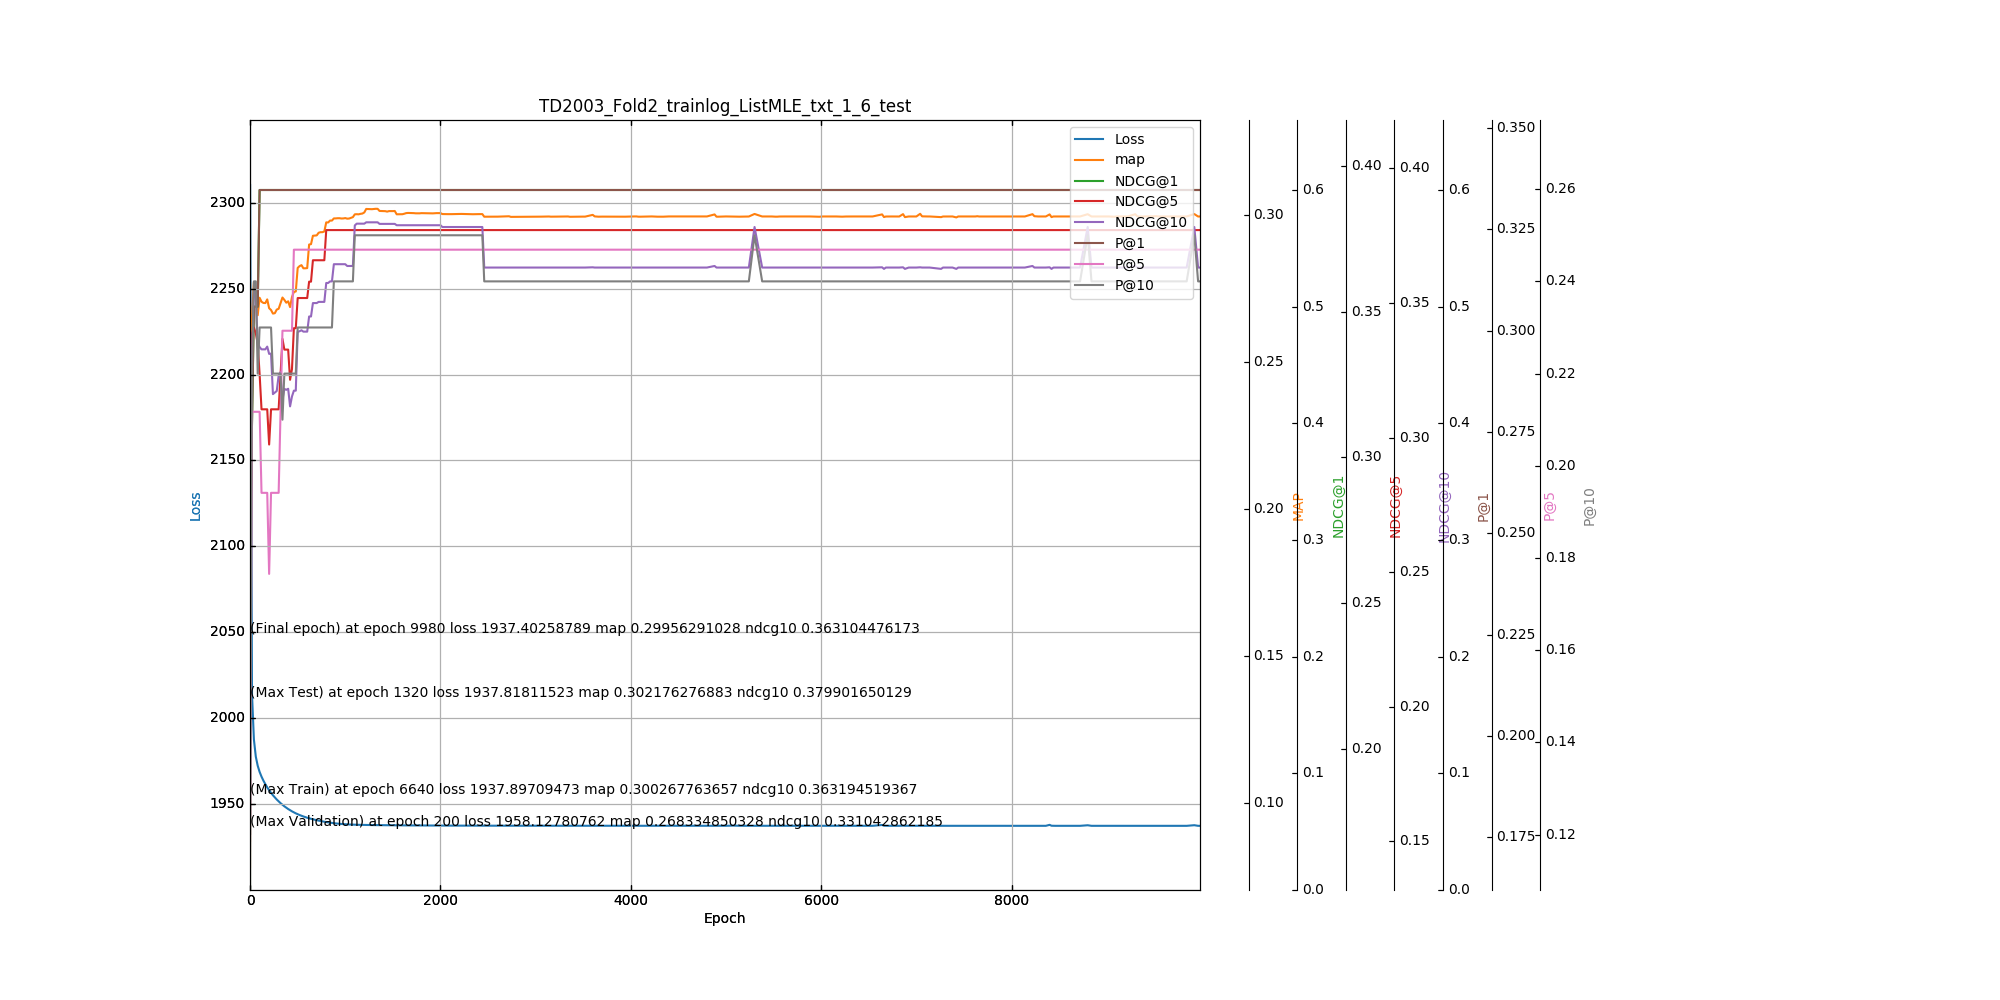 TD2003_Fold2_trainlog_ListMLE_txt_1_6_test
Loss
map
NDCG@1
NDCG@5
NDCG@10
P@1
P@5
P@10
2300
2250
2200
2150
2100
2050
2000
1950
Loss
(Final epoch) at epoch 9980 loss 1937.40258789 map 0.29956291028 ndcg10 0.363104476173
(Max Test) at epoch 1320 loss 1937.81811523 map 0.302176276883 ndcg10 0.379901650129
(Max Train) at epoch 6640 loss 1937.89709473 map 0.300267763657 ndcg10 0.363194519367
(Max Validation) at epoch 200 loss 1958.12780762 map 0.268334850328 ndcg10 0.331042862185
0 2000 4000 6000 8000
Epoch
0.30
0.25
0.20
0.15
0.10
MAP
0.6
0.5
0.4
0.3
0.2
0.1
0.0
NDCG@1
0.40
0.35
0.30
0.25
0.20
NDCG@5
0.40
0.35
0.30
0.25
0.20
0.15
NDCG@10
0.6
0.5
0.4
0.3
0.2
0.1
0.0
P@1
0.350
0.325
0.300
0.275
0.250
0.225
0.200
0.175
P@5
0.26
0.24
0.22
0.20
0.18
0.16
0.14
0.12
P@10